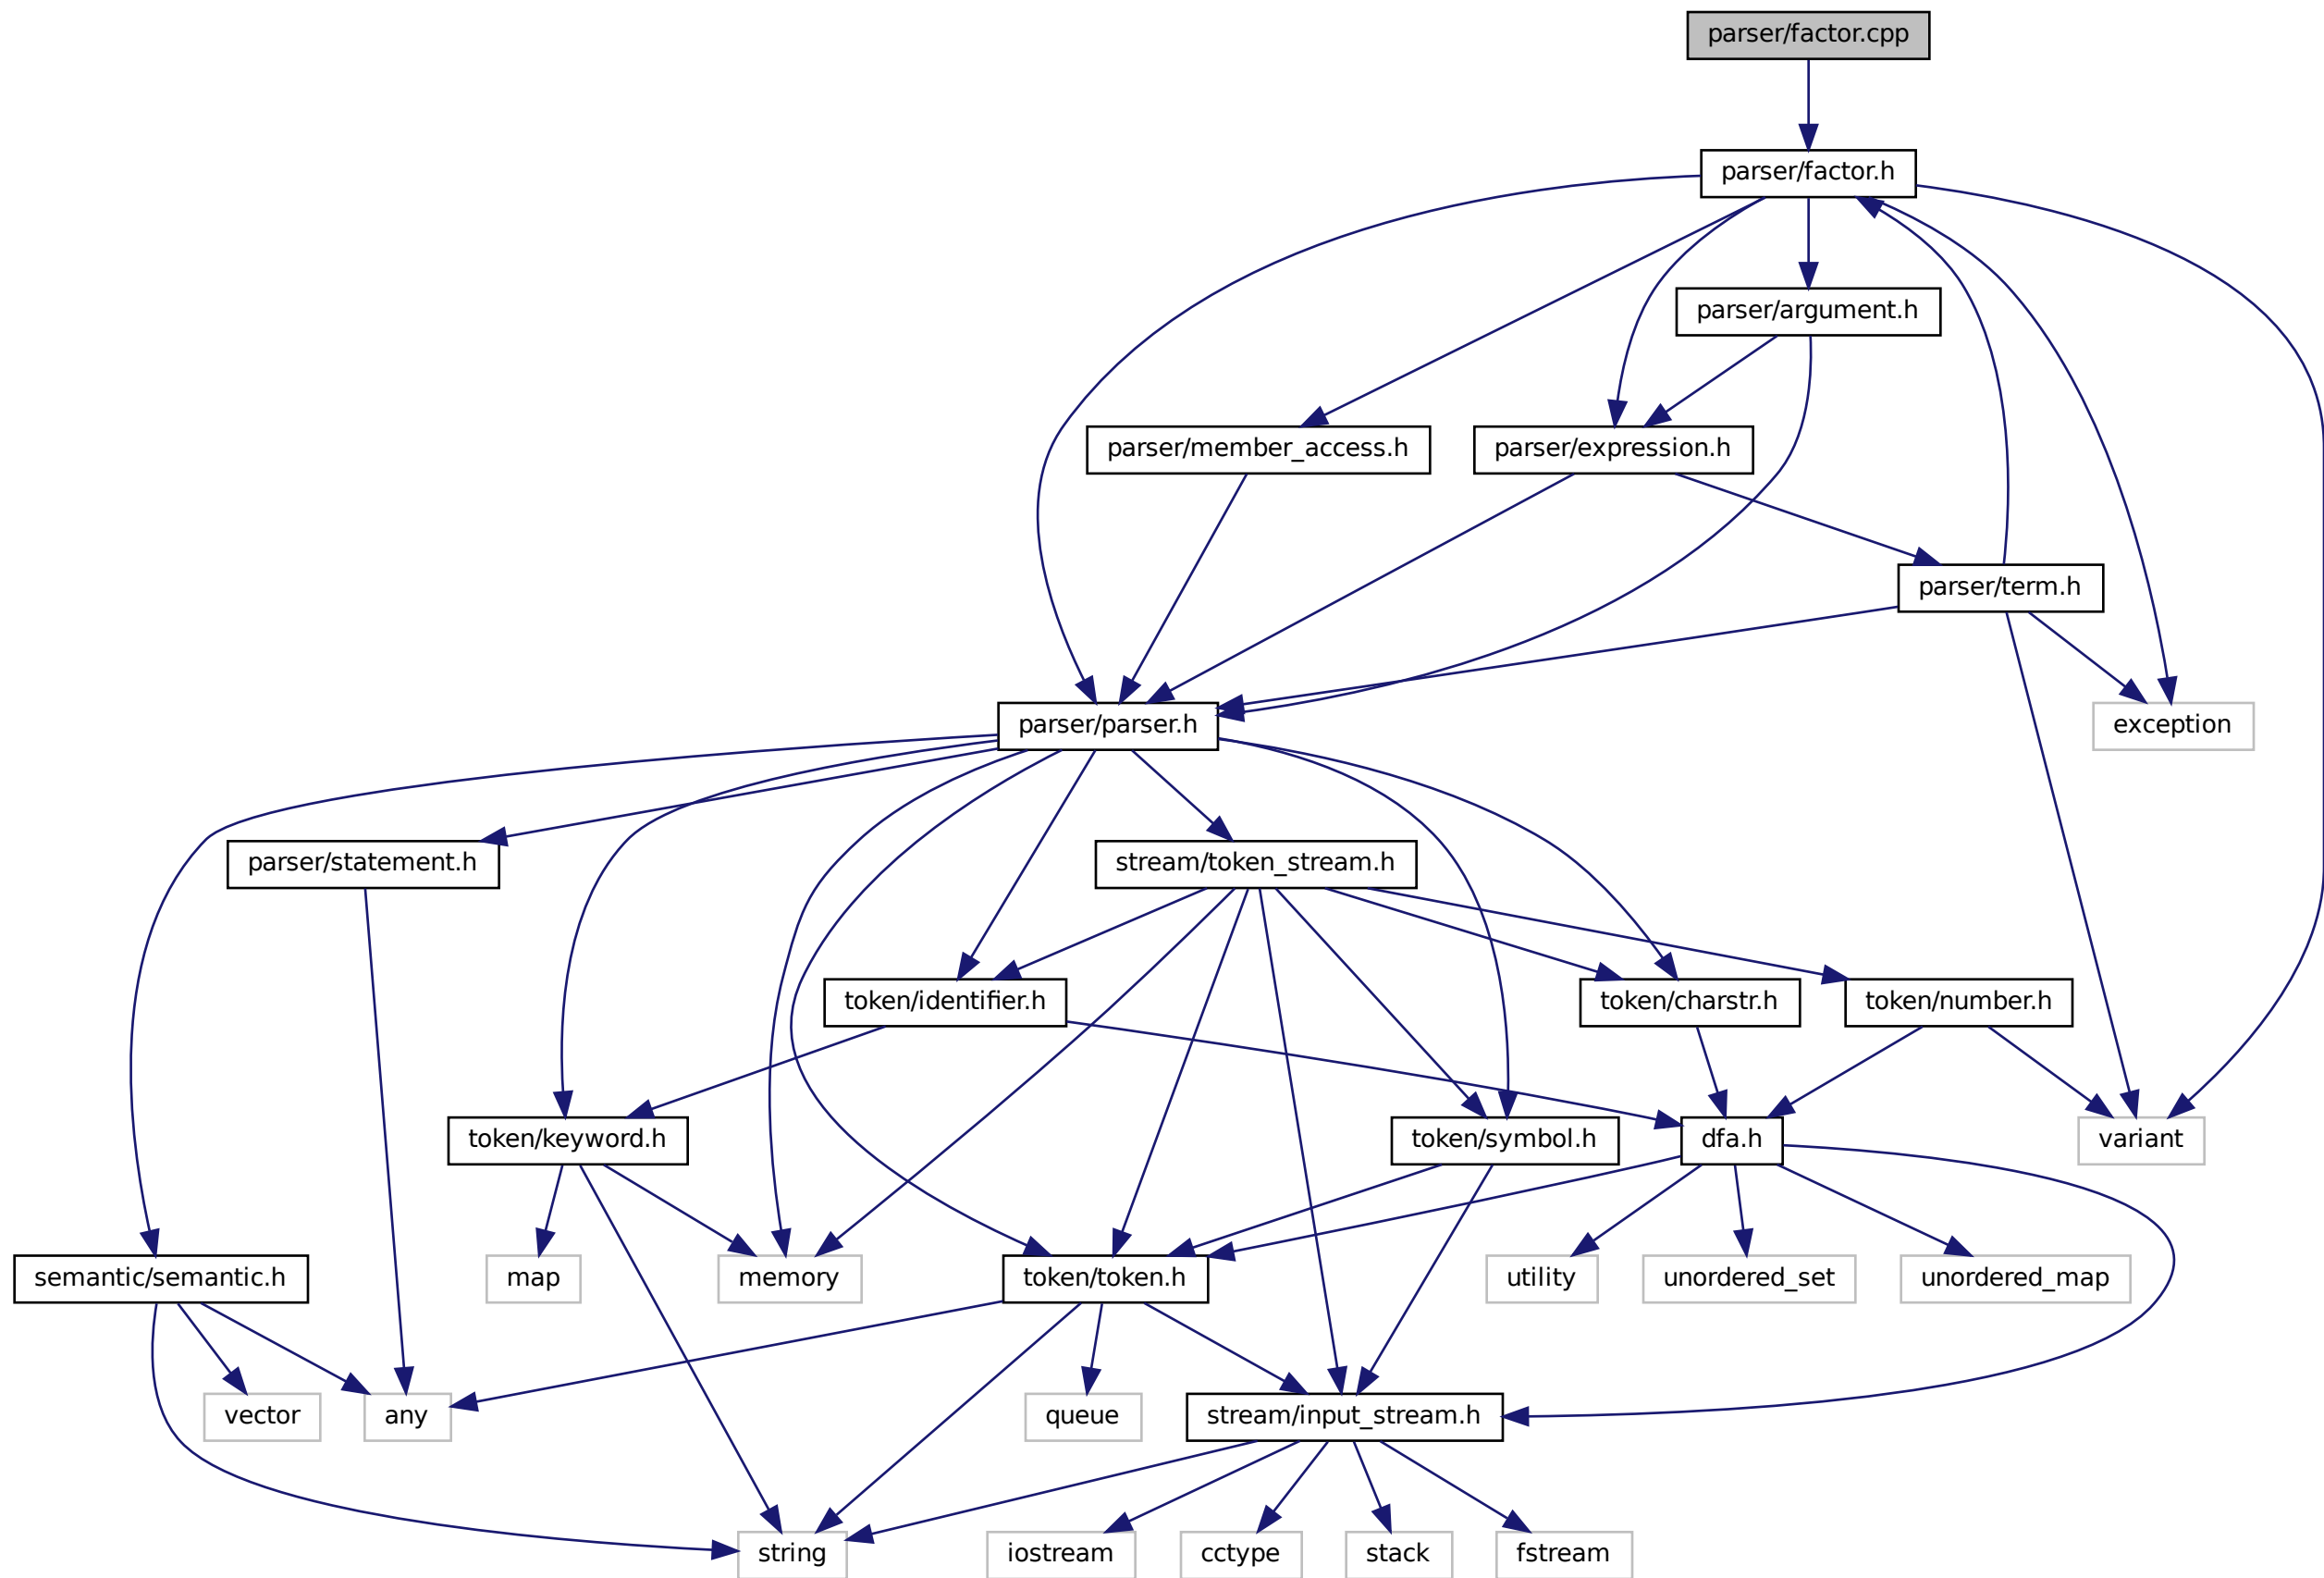 parser/factor.cpp
parser/factor.h
parser/argument.h
parser/member_access.h
parser/expression.h
parser/term.h
parser/parser.h
exception
parser/statement.h
stream/token_stream.h
token/identifier.h
token/charstr.h
token/number.h
token/keyword.h
token/symbol.h
dfa.h
variant
semantic/semantic.h
map
memory
token/token.h
utility
unordered_set
unordered_map
vector
any
queue
stream/input_stream.h
string
iostream
cctype
stack
fstream